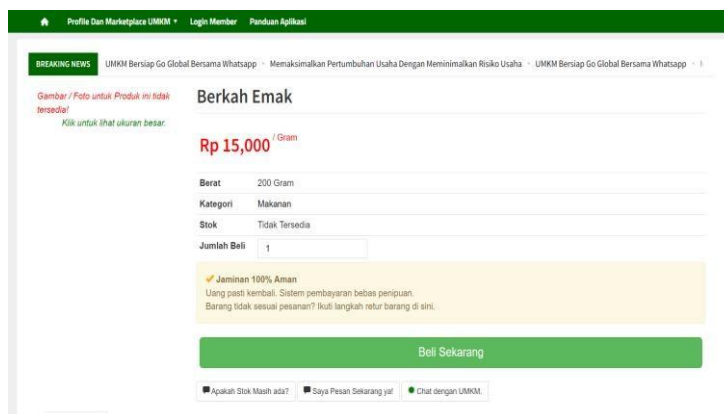 Profile Dan Marketplace UMKM Login Member Panduan Aplikasi
BREAKING NEWS UMKM Bersiap Go Global Bersama Whatsapp - Memaksimalkan Pertumbuhan Usaha Dengan Meminimalkan Risiko Usaha - UMKM Bersiap Go Global Bersama Whatsapp -
Gambar / Foto untuk Produk ini tidak
tersedia!
Klik untuk lihat ukuran besar.
Berkah Emak
Rp 15,000 / Gram
Berat 200 Gram
Kategori Makanan
Stok Tidak Tersedia
Jumlah Beli 1
Jaminan 100% Aman
Uang pasti kembali. Sistem pembayaran bebas penipuan.
Barang tidak sesuai pesanan? Ikuti langkah retur barang di sini.
Beli Sekarang
Apakah Stok Masih ada? Saya Pesan Sekarang ya! Chat dengan UMKM.